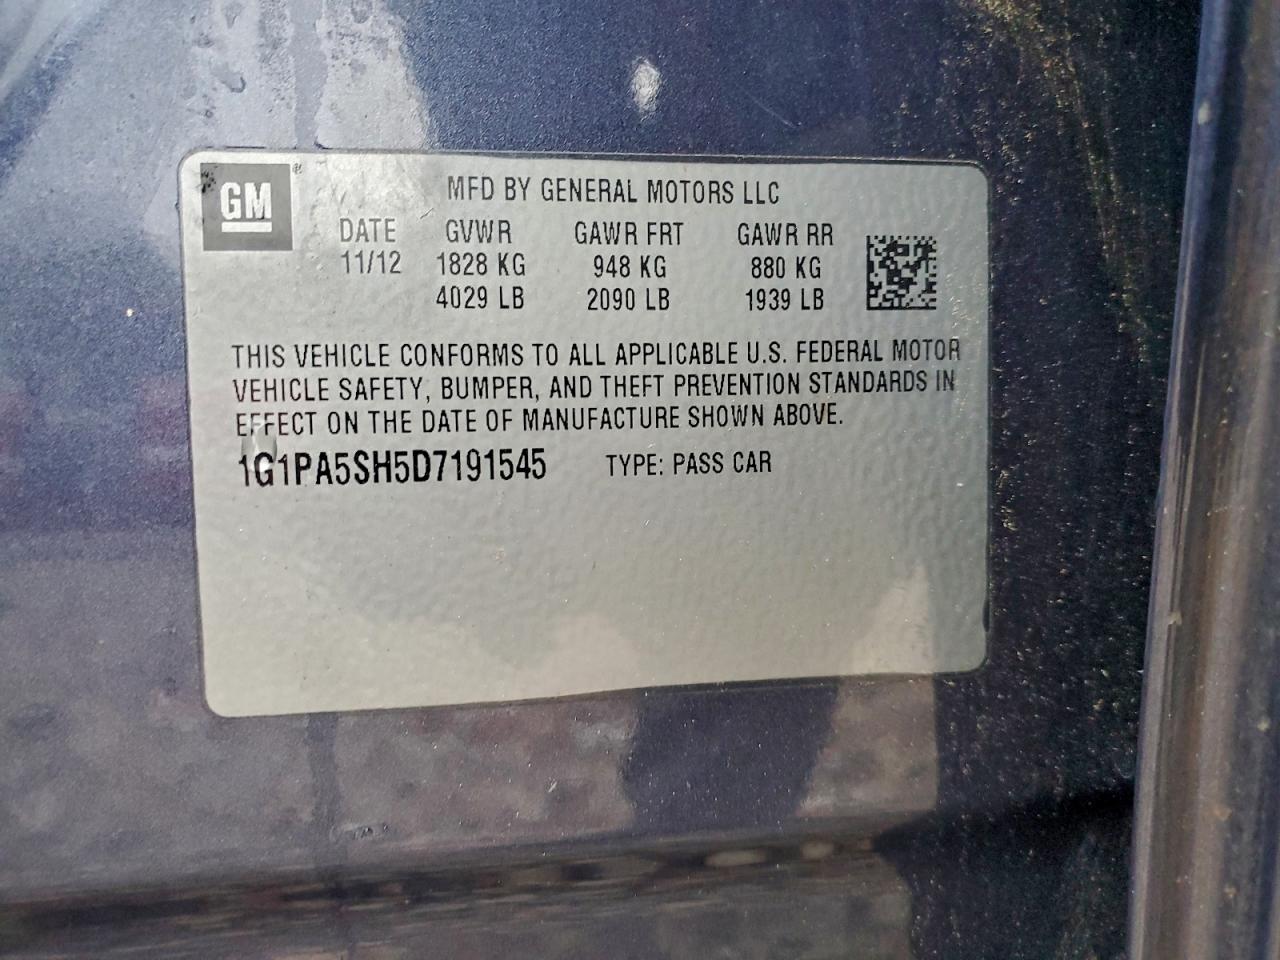 GM®
MFD BY GENERAL MOTORS LLC
DATE GVWR GAWR FRT GAWR RR
11/12 1828 KG 948 KG 880 KG
4029 LB 2090 LB 1939 LB
THIS VEHICLE CONFORMS TO ALL APPLICABLE U.S. FEDERAL MOTOR
VEHICLE SAFETY, BUMPER, AND THEFT PREVENTION STANDARDS IN
EFFECT ON THE DATE OF MANUFACTURE SHOWN ABOVE.
1G1PA5SH5D7191545 TYPE: PASS CAR